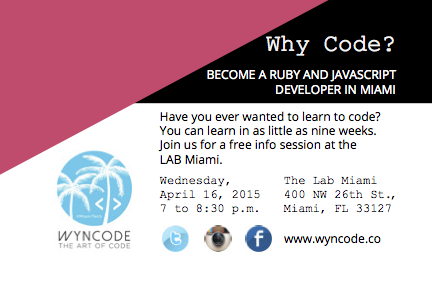 Why Code?
BECOME A RUBY AND JAVASCRIPT
DEVELOPER IN MIAMI
Have you ever wanted to learn to code?
You can learn in as little as nine weeks.
Join us for a free info session at the
LAB Miami.
Wednesday,
April 16, 2015
7 to 8:30 p.m.
The Lab Miami
400 NW 26th St.,
Miami, FL 33127
WYNCODE
THE ART OF CODE
www.wyncode.co